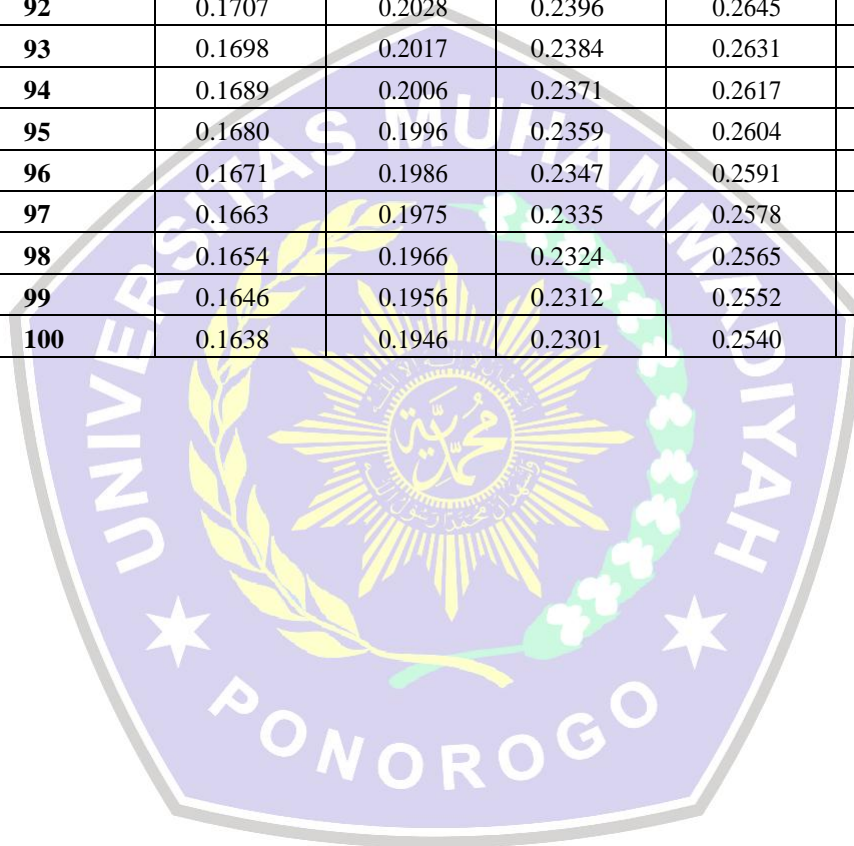 92 0.1707 0.2028 0.2396 0.2645
93 0.1698 0.2017 0.2384 0.2631
94 0.1689 0.2006 0.2371 0.2617
95 0.1680 0.1996 0.2359 0.2604
96 0.1671 0.1986 0.2347 0.2591
97 0.1663 0.1975 0.2335 0.2578
98 0.1654 0.1966 0.2324 0.2565
99 0.1646 0.1956 0.2312 0.2552
100 0.1638 0.1946 0.2301 0.2540
UNIVERSITAS MUHAMMADIYAH
محمدية
PONOROGO